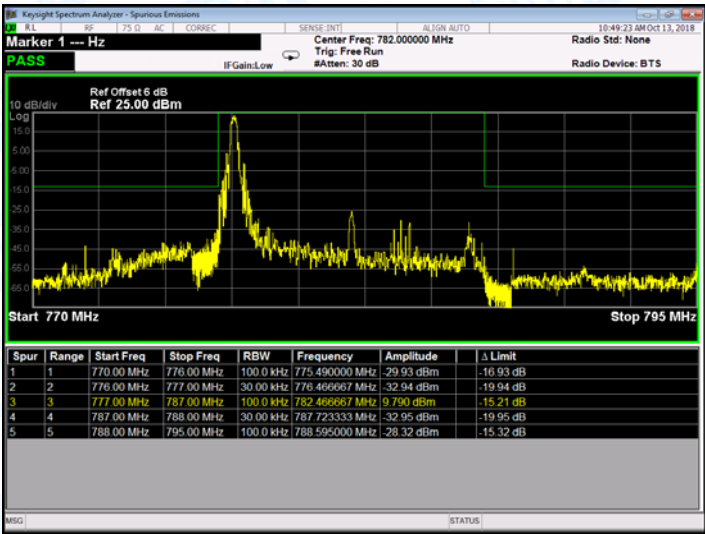 Keysight Spectrum Analyzer - Spurious Emissions
RL RF 75 Ω AC CORREC SENSE:INT ALIGN AUTO 10:49:23 AM Oct 13, 2018
Marker 1 --- Hz Center Freq: 782.000000 MHz Radio Std: None
Trig: Free Run
PASS IFGain:Low #Atten: 30 dB Radio Device: BTS
Ref Offset 6 dB
10 dB/div Ref 25.00 dBm
Log
15.0
5.00
-5.00
-15.0
-25.0
-35.0
-45.0
-55.0
-65.0
Start 770 MHz Stop 795 MHz
Spur Range Start Freq Stop Freq RBW Frequency Amplitude Δ Limit
1 1 770.00 MHz 776.00 MHz 100.0 kHz 775.490000 MHz -29.93 dBm -16.93 dB
2 2 776.00 MHz 777.00 MHz 30.00 kHz 776.466667 MHz -32.94 dBm -19.94 dB
3 3 777.00 MHz 787.00 MHz 100.0 kHz 782.466667 MHz 9.790 dBm -15.21 dB
4 4 787.00 MHz 788.00 MHz 30.00 kHz 787.723333 MHz -32.95 dBm -19.95 dB
5 5 788.00 MHz 795.00 MHz 100.0 kHz 788.595000 MHz -28.32 dBm -15.32 dB
MSG STATUS